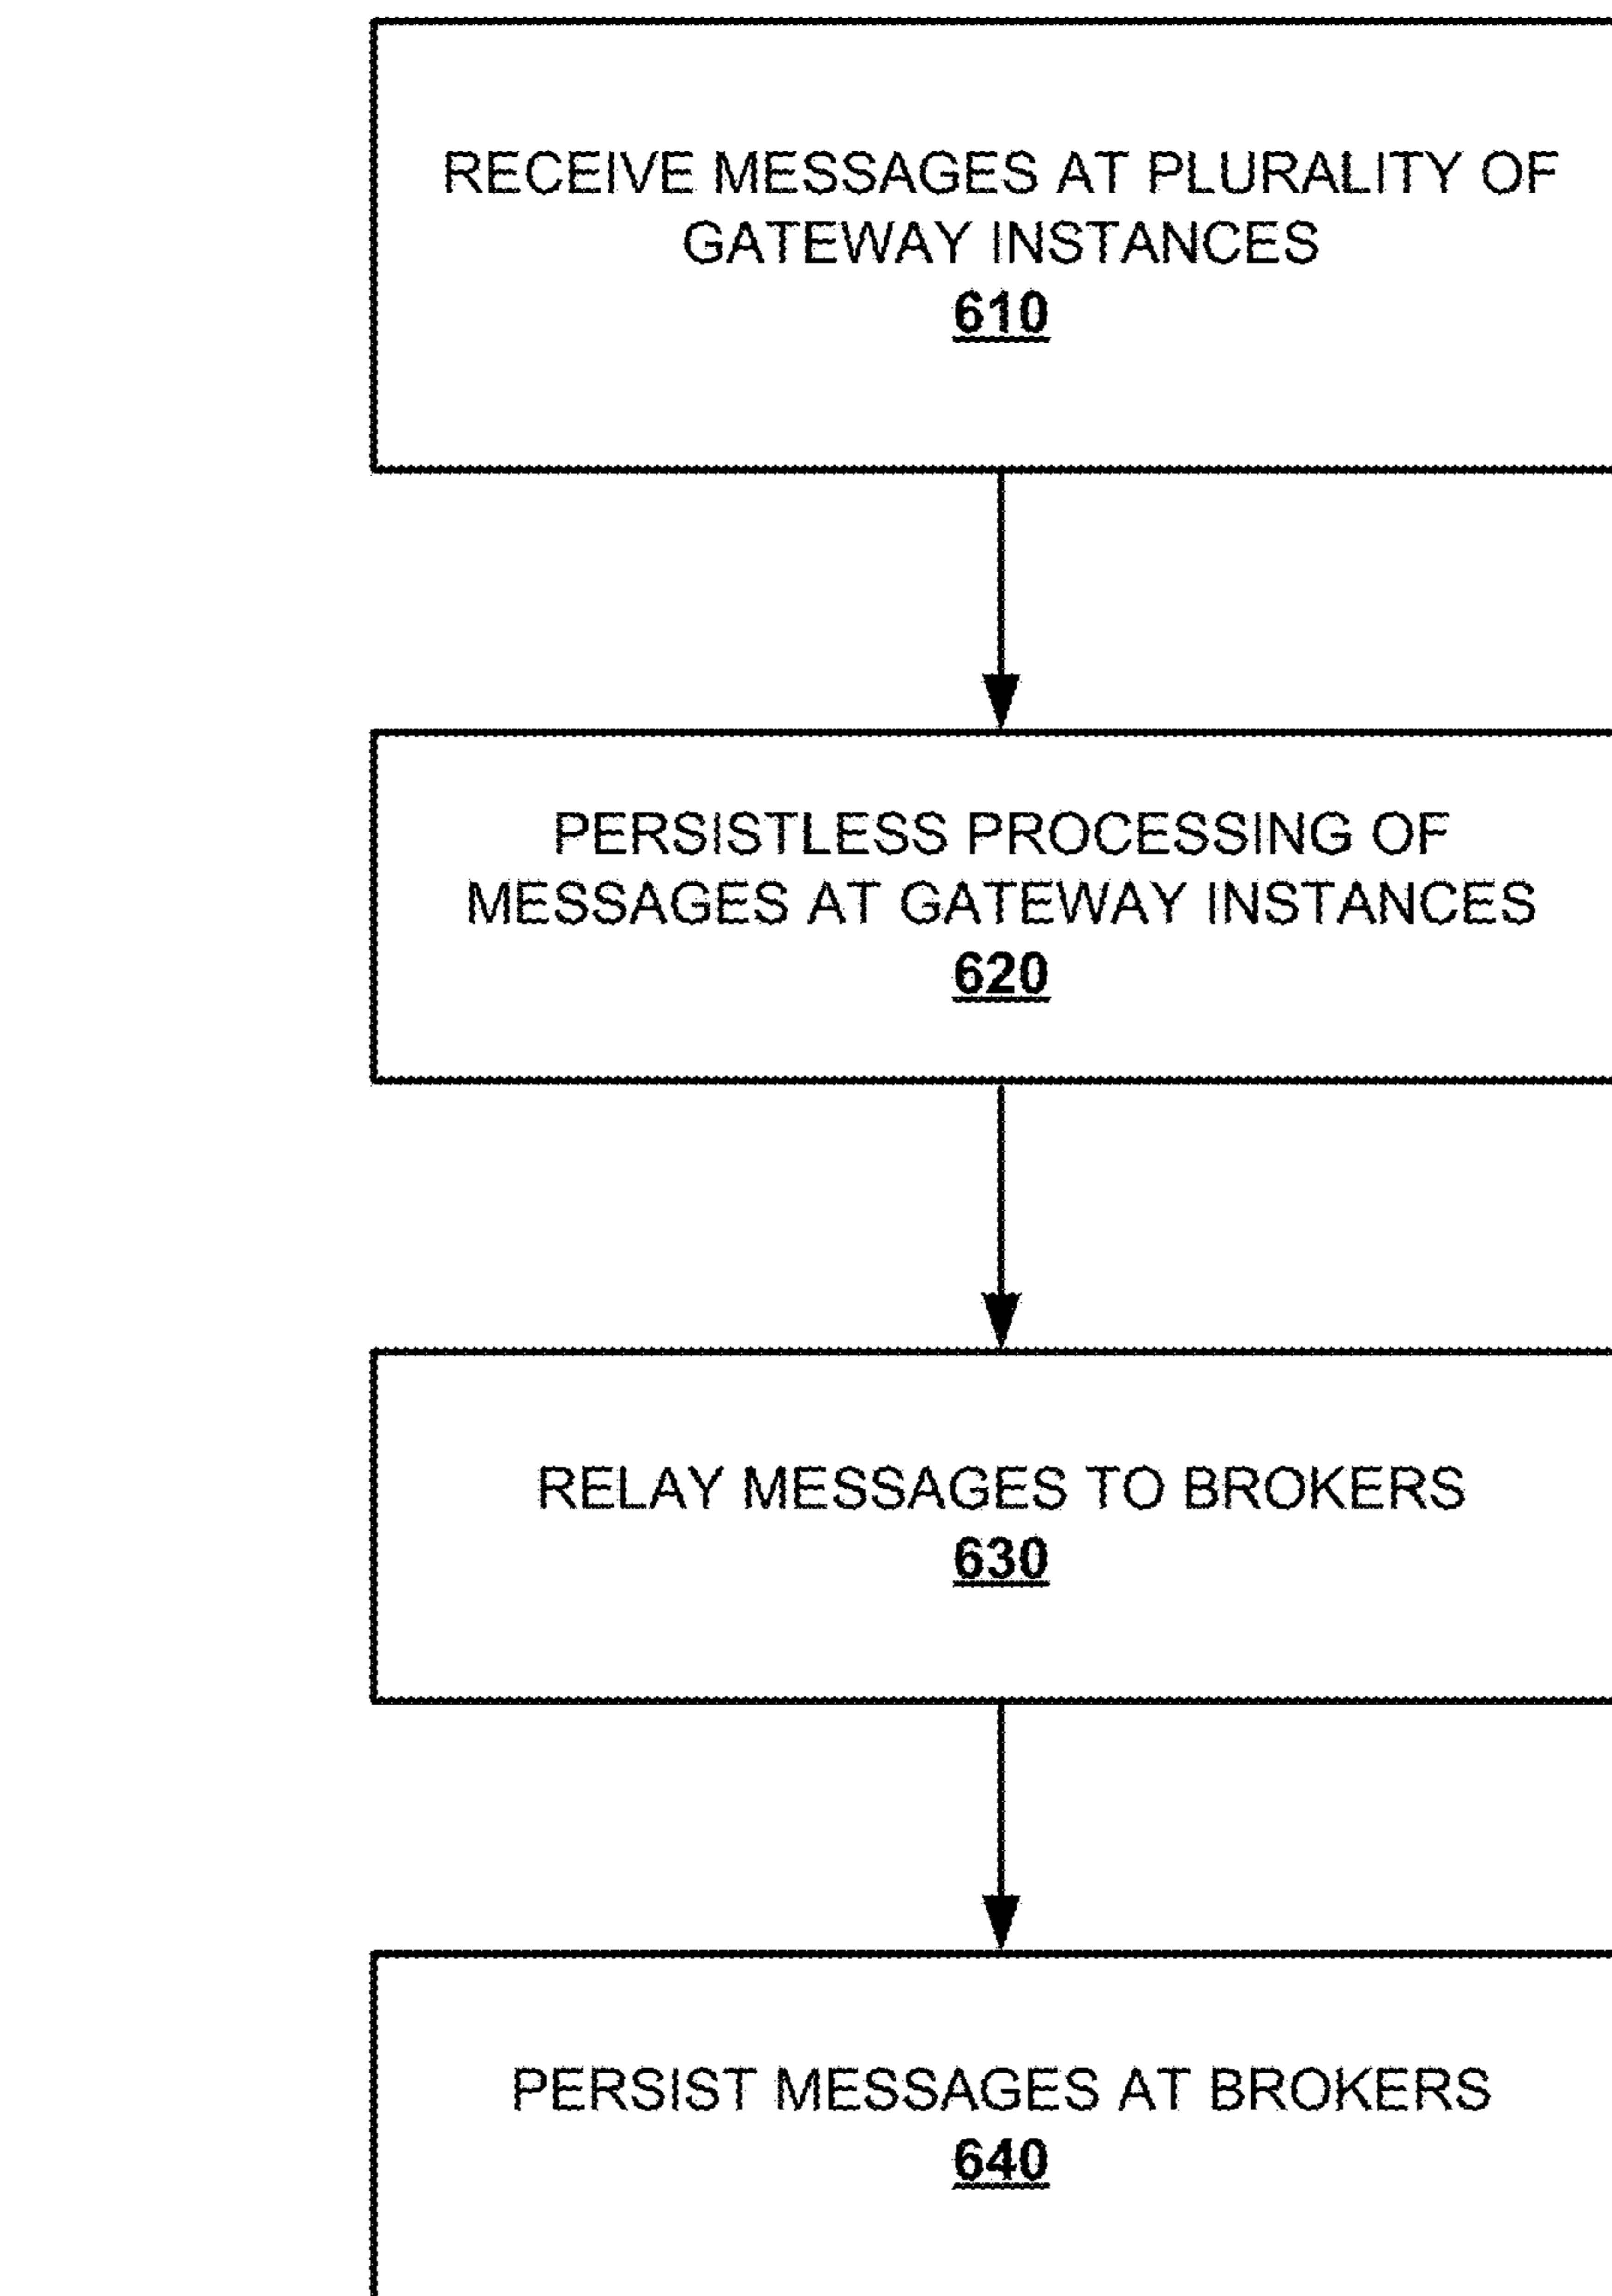 RECEIVE MESSAGES AT PLURALITY OF
GATEWAY INSTANCES
610
PERSISTLESS PROCESSING OF
MESSAGES AT GATEWAY INSTANCES
620
RELAY MESSAGES TO BROKERS
630
PERSIST MESSAGES AT BROKERS
640